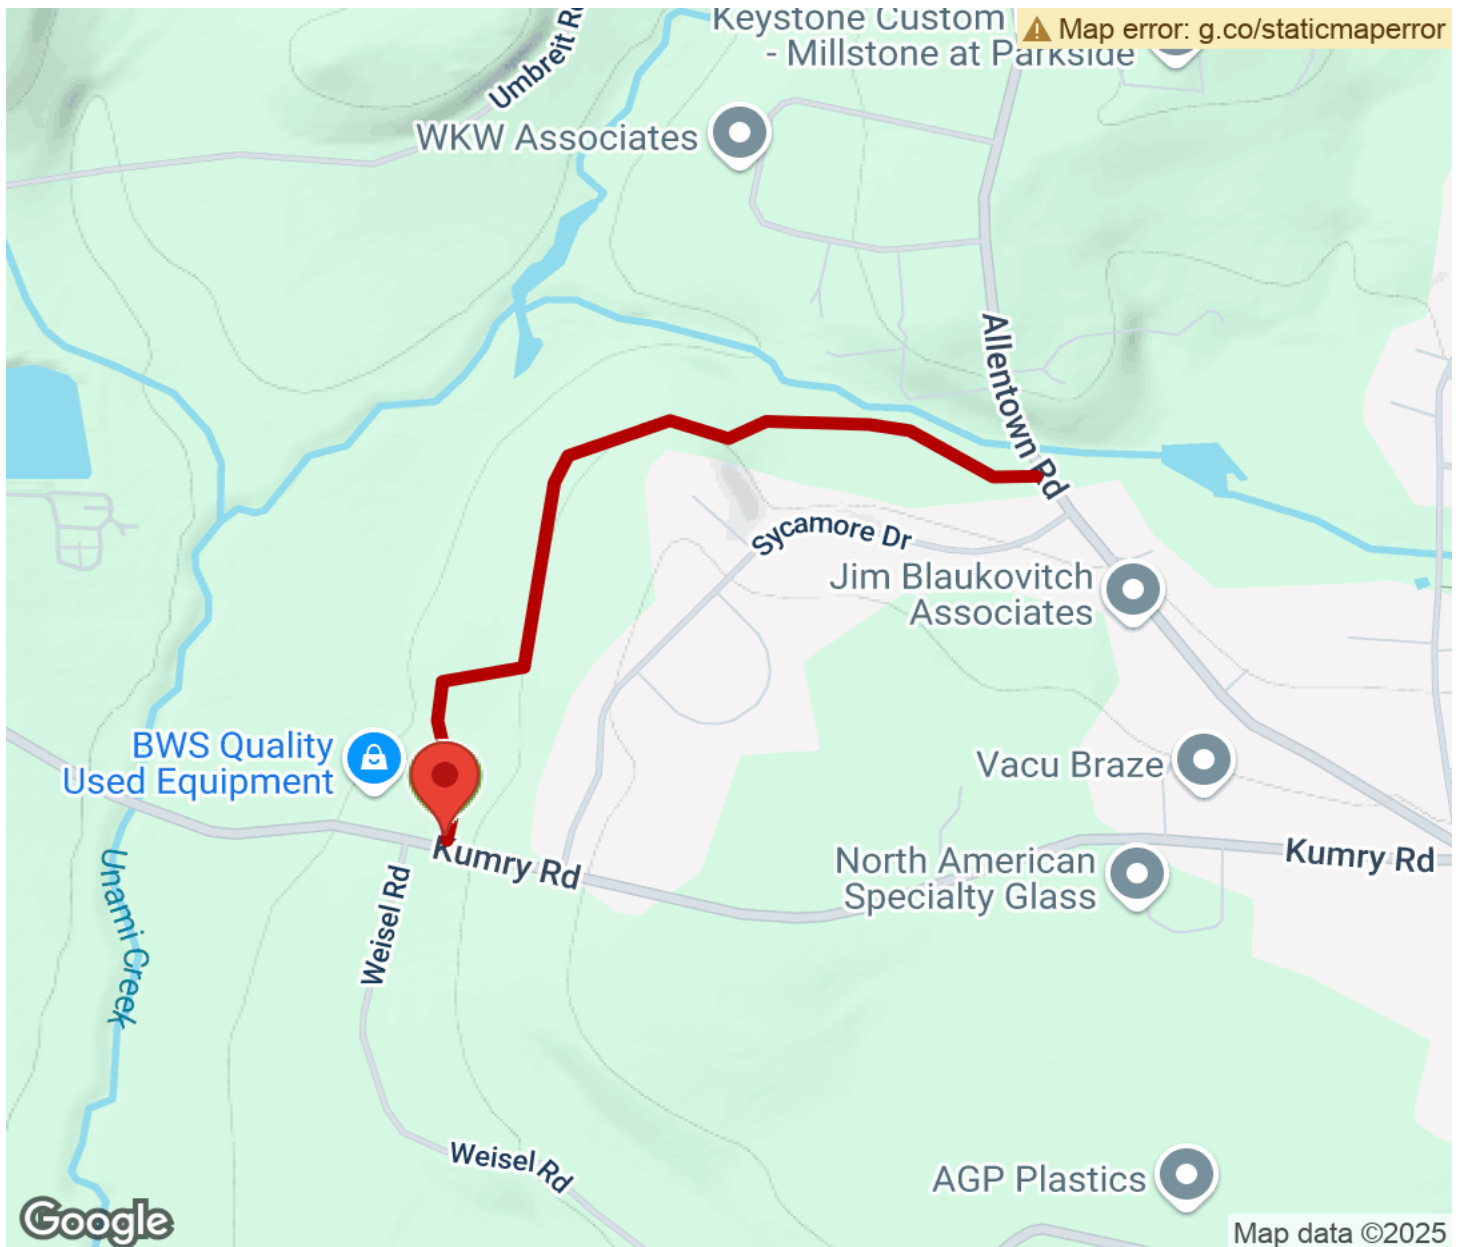 Keystone Custom
- Millstone at Parkside
Map error: g.co/staticmaperror
Umbreit Rd
WKW Associates
Allentown Rd
Sycamore Dr
Jim Blaukovitch
Associates
BWS Quality
Used Equipment
Vacu Braze
Kumry Rd
North American
Specialty Glass
Kumry Rd
Unami Creek
Weisel Rd
Weisel Rd
AGP Plastics
Google
Map data ©2025